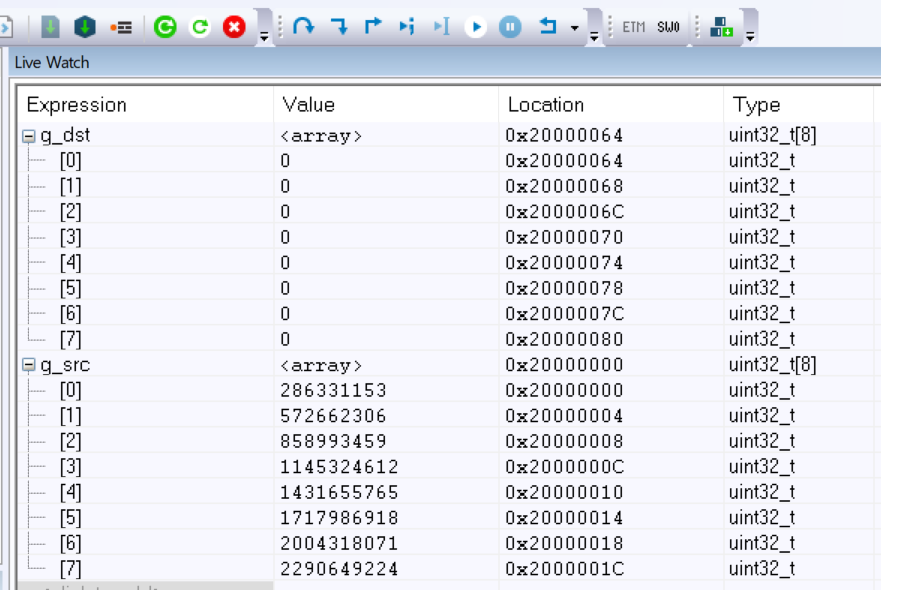 ETM SWO
Live Watch
Expression Value Location Type
g_dst <array> 0x20000064 uint32_t[8]
[0] 0 0x20000064 uint32_t
[1] 0 0x20000068 uint32_t
[2] 0 0x2000006C uint32_t
[3] 0 0x20000070 uint32_t
[4] 0 0x20000074 uint32_t
[5] 0 0x20000078 uint32_t
[6] 0 0x2000007C uint32_t
[7] 0 0x20000080 uint32_t
g_src <array> 0x20000000 uint32_t[8]
[0] 286331153 0x20000000 uint32_t
[1] 572662306 0x20000004 uint32_t
[2] 858993459 0x20000008 uint32_t
[3] 1145324612 0x2000000C uint32_t
[4] 1431655765 0x20000010 uint32_t
[5] 1717986918 0x20000014 uint32_t
[6] 2004318071 0x20000018 uint32_t
[7] 2290649224 0x2000001C uint32_t